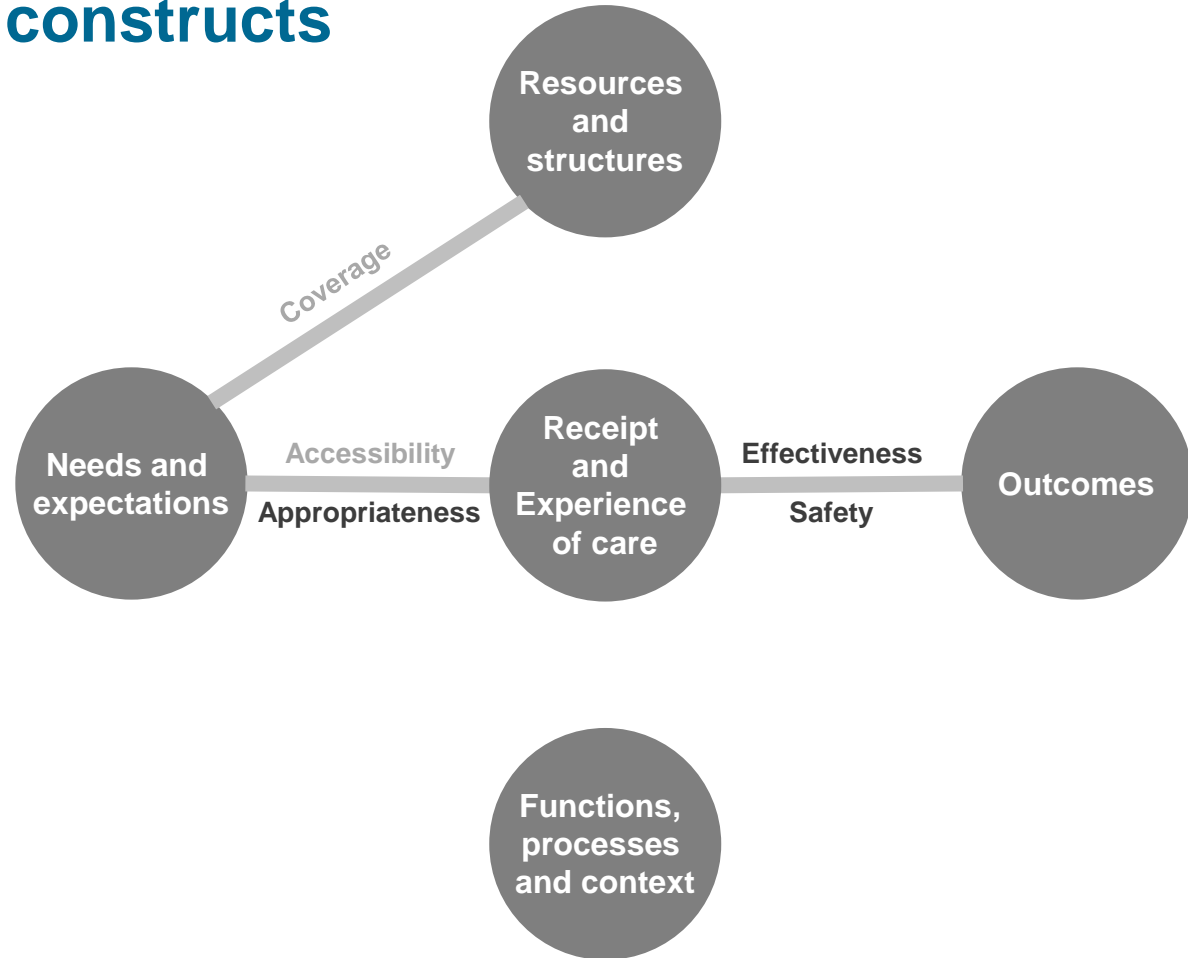 constructs
Resources
and
structures
Coverage
Needs and
expectations
Accessibility
Appropriateness
Receipt
and
Experience
of care
Effectiveness
Safety
Outcomes
Functions,
processes
and context